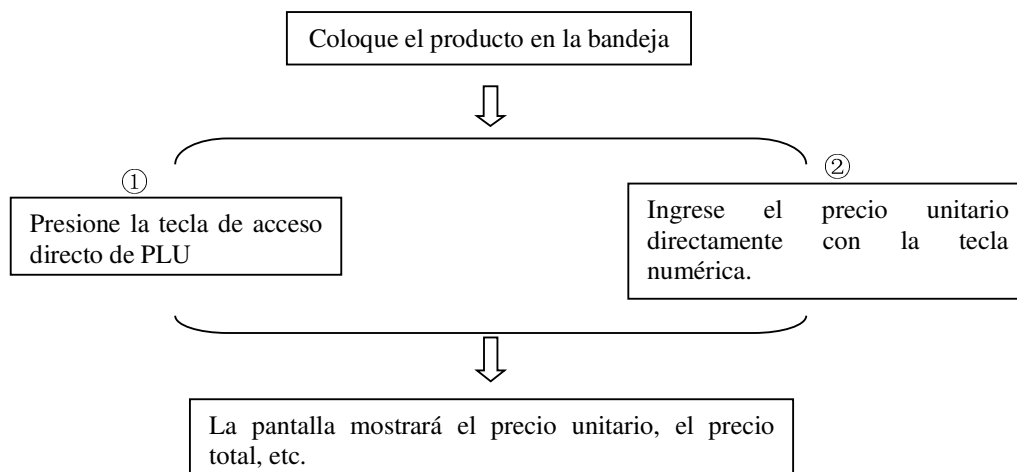 Coloque el producto en la bandeja
①
Presione la tecla de acceso
directo de PLU
②
Ingrese el precio unitario
directamente con la tecla
numérica.
La pantalla mostrará el precio unitario, el precio
total, etc.